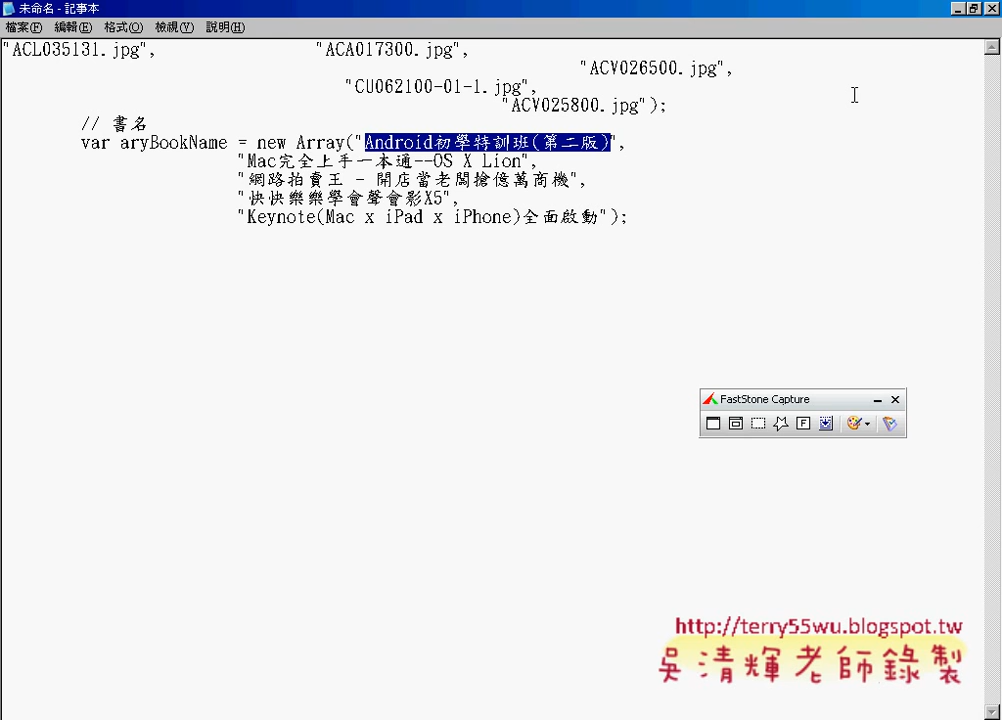 未命名 - 記事本
檔案(F) 編輯(E) 格式(O) 檢視(V) 說明(H)
"ACL035131.jpg", "ACA017300.jpg",
"ACV026500.jpg",
"CU062100-01-1.jpg",
"ACV025800.jpg");
// 書名
var aryBookName = new Array("Android初學特訓班(第二版)",
"Mac完全上手一本通--OS X Lion",
"網路拍賣王 - 開店當老闆搶億萬商機",
"快快樂樂學會聲會影X5",
"Keynote(Mac x iPad x iPhone)全面啟動");
FastStone Capture
http://terry55wu.blogspot.tw
吳清輝老師錄製